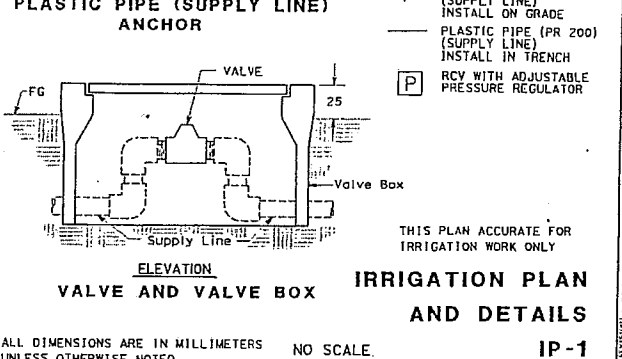 PLASTIC PIPE (SUPPLY LINE)
ANCHOR
VALVE
FG
25
Valve Box
Supply Line
ELEVATION
VALVE AND VALVE BOX
ALL DIMENSIONS ARE IN MILLIMETERS
UNLESS OTHERWISE NOTED
NO SCALE.
(SUPPLY LINE)
INSTALL ON GRADE
PLASTIC PIPE (PR 200)
(SUPPLY LINE)
INSTALL IN TRENCH
P
RCV WITH ADJUSTABLE
PRESSURE REGULATOR
THIS PLAN ACCURATE FOR
IRRIGATION WORK ONLY
IRRIGATION PLAN
AND DETAILS
IP-1